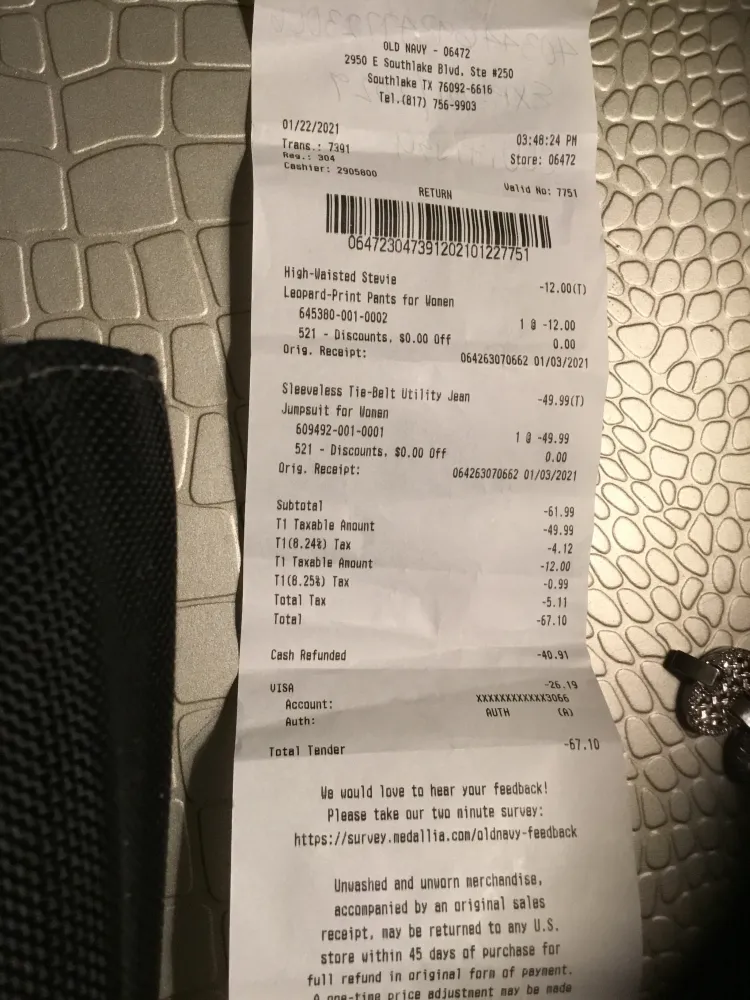 OLD NAVY - 06472
2950 E Southlake Blvd. Ste #250
Southlake TX 76092-6616
Tel.(817) 756-9903
01/22/2021 03:48:24 PM
Trans.: 7391 Store: 06472
Reg.: 304
Cashier: 2905800 Valid No: 7751
RETURN
064723047391202101227751
High-Waisted Stevie -12.00(T)
Leopard-Print Pants for Women
645380-001-0002 1 @ -12.00
521 - Discounts, $0.00 Off 0.00
Orig. Receipt: 064263070662 01/03/2021
Sleeveless Tie-Belt Utility Jean -49.99(T)
Jumpsuit for Women
609492-001-0001 1 @ -49.99
521 - Discounts, $0.00 Off 0.00
Orig. Receipt: 064263070662 01/03/2021
Subtotal -61.99
T1 Taxable Amount -49.99
T1(8.24%) Tax -4.12
T1 Taxable Amount -12.00
T1(8.25%) Tax -0.99
Total Tax -5.11
Total -67.10
Cash Refunded -40.91
VISA -26.19
Account: XXXXXXXXXXXX3066
Auth: AUTH (A)
Total Tender -67.10
We would love to hear your feedback!
Please take our two minute survey:
https://survey.medallia.com/oldnavy-feedback
Unwashed and unworn merchandise,
accompanied by an original sales
receipt, may be returned to any U.S.
store within 45 days of purchase for
full refund in original form of payment.
A one-time price adjustment may be made